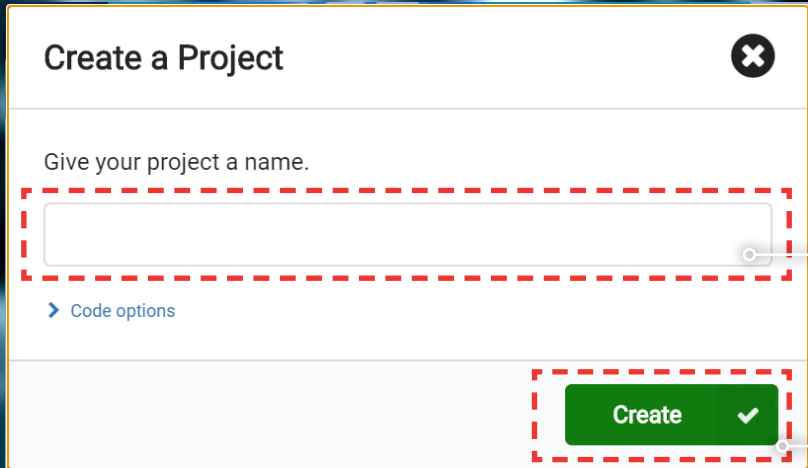 Create a Project
Give your project a name.
Code options
Create